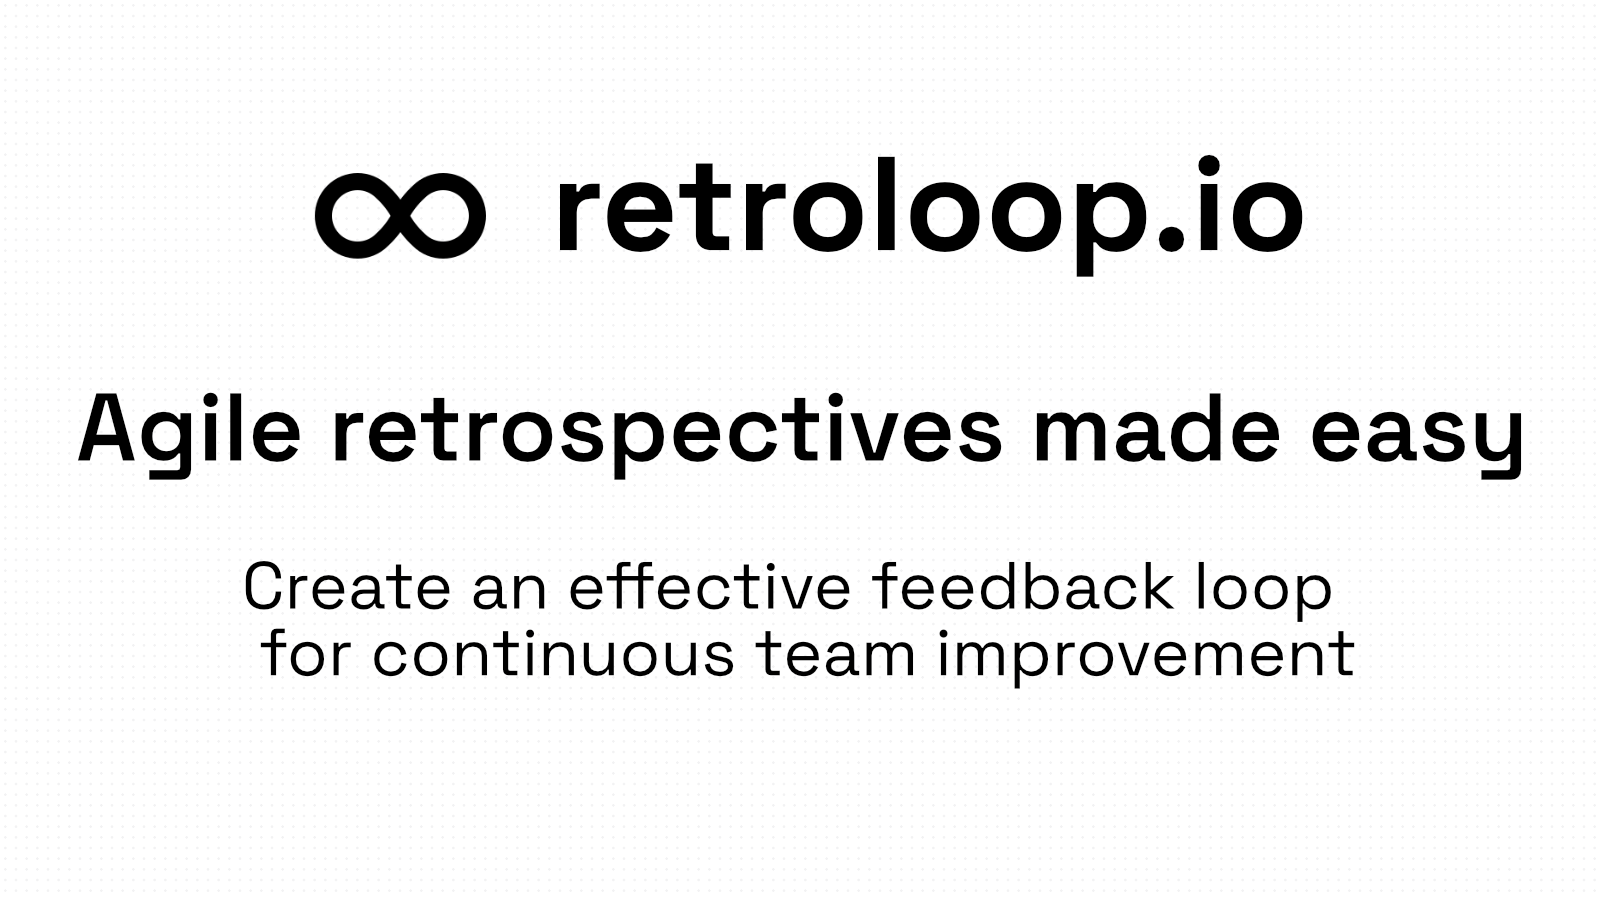 retroloop.io
Agile retrospectives made easy
Create an effective feedback loop
for continuous team improvement